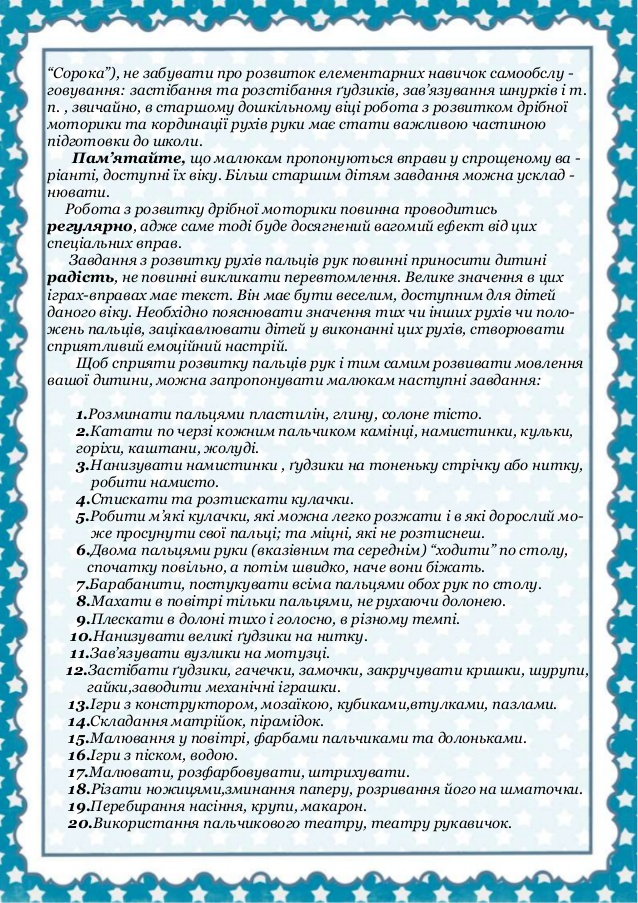 “Сорока”), не забувати про розвиток елементарних навичок самообслу -
говування: застібання та розстібання ґудзиків, зав’язування шнурків і т.
п. , звичайно, в старшому дошкільному віці робота з розвитком дрібної
моторики та кординації рухів руки має стати важливою частиною
підготовки до школи.
Пам’ятайте, що малюкам пропонуються вправи у спрощеному ва -
ріанті, доступні їх віку. Більш старшим дітям завдання можна усклад -
нювати.
Робота з розвитку дрібної моторики повинна проводитись
регулярно, адже саме тоді буде досягнений вагомий ефект від цих
спеціальних вправ.
Завдання з розвитку рухів пальців рук повинні приносити дитині
радість, не повинні викликати перевтомлення. Велике значення в цих
іграх-вправах має текст. Він має бути веселим, доступним для дітей
даного віку. Необхідно пояснювати значення тих чи інших рухів чи поло-
жень пальців, зацікавлювати дітей у виконанні цих рухів, створювати
сприятливий емоційний настрій.
Щоб сприяти розвитку пальців рук і тим самим розвивати мовлення
вашої дитини, можна запропонувати малюкам наступні завдання:
1.Розминати пальцями пластилін, глину, солоне тісто.
2.Катати по черзі кожним пальчиком камінці, намистинки, кульки,
горіхи, каштани, жолуді.
3.Нанизувати намистинки , ґудзики на тоненьку стрічку або нитку,
робити намисто.
4.Стискати та розтискати кулачки.
5.Робити м’які кулачки, які можна легко розжати і в які дорослий мо-
же просунути свої пальці; та міцні, які не розтиснеш.
6.Двома пальцями руки (вказівним та середнім) “ходити” по столу,
спочатку повільно, а потім швидко, наче вони біжать.
7.Барабанити, постукувати всіма пальцями обох рук по столу.
8.Махати в повітрі тільки пальцями, не рухаючи долонею.
9.Плескати в долоні тихо і голосно, в різному темпі.
10.Нанизувати великі ґудзики на нитку.
11.Зав’язувати вузлики на мотузці.
12.Застібати ґудзики, гачечки, замочки, закручувати кришки, шурупи,
гайки,заводити механічні іграшки.
13.Ігри з конструктором, мозаїкою, кубиками,втулками, пазлами.
14.Складання матрійок, пірамідок.
15.Малювання у повітрі, фарбами пальчиками та долоньками.
16.Ігри з піском, водою.
17.Малювати, розфарбовувати, штрихувати.
18.Різати ножицями,зминання паперу, розривання його на шматочки.
19.Перебирання насіння, крупи, макарон.
20.Використання пальчикового театру, театру рукавичок.